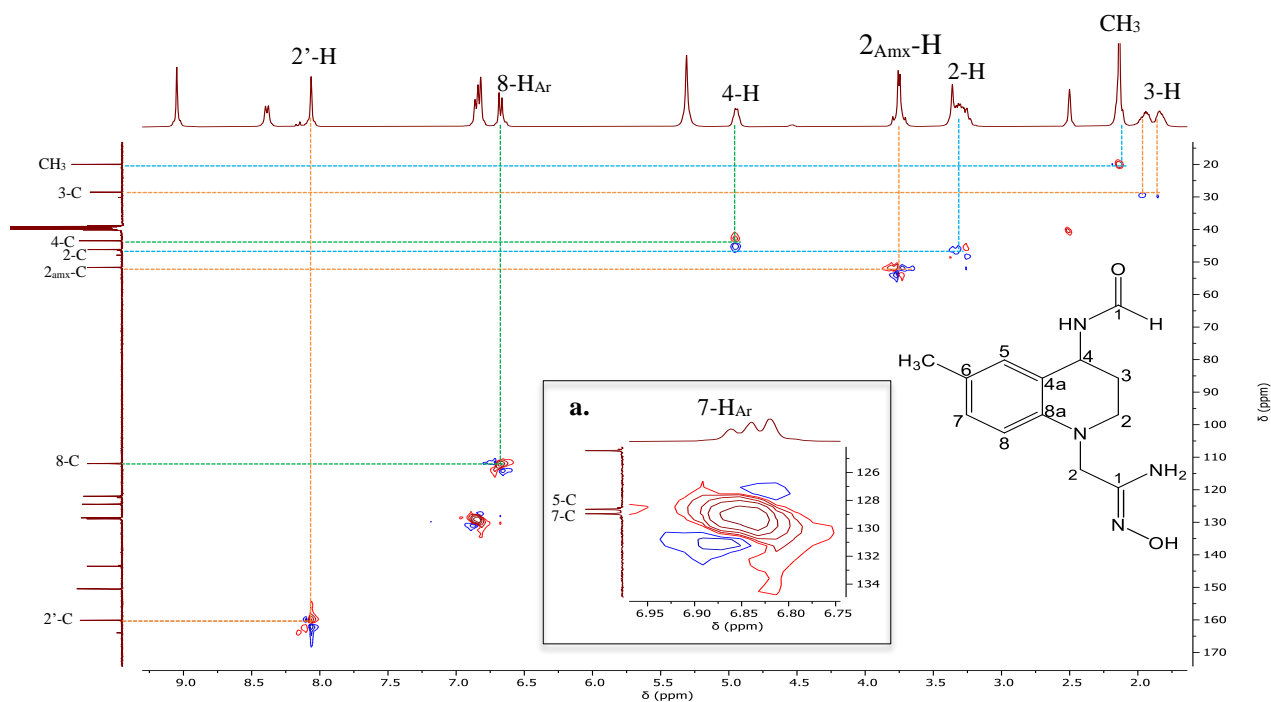 2'-H
8-HAr
4-H
2Amx-H
2-H
CH3
3-H
CH3
3-C
4-C
2-C
2amx-C
8-C
2'-C
20
30
40
50
60
70
80
90
100
110
120
130
140
150
160
170
δ (ppm)
9.0 8.5 8.0 7.5 7.0 6.5 6.0 5.5 5.0 4.5 4.0 3.5 3.0 2.5 2.0
δ (ppm)
a.
7-HAr
5-C
7-C
126
128
130
132
134
6.95 6.90 6.85 6.80 6.75
δ (ppm)
O
1
HN H
H3C 5 4
6 3
4a
7 8a 2
8 N
2 NH2
1
N
OH